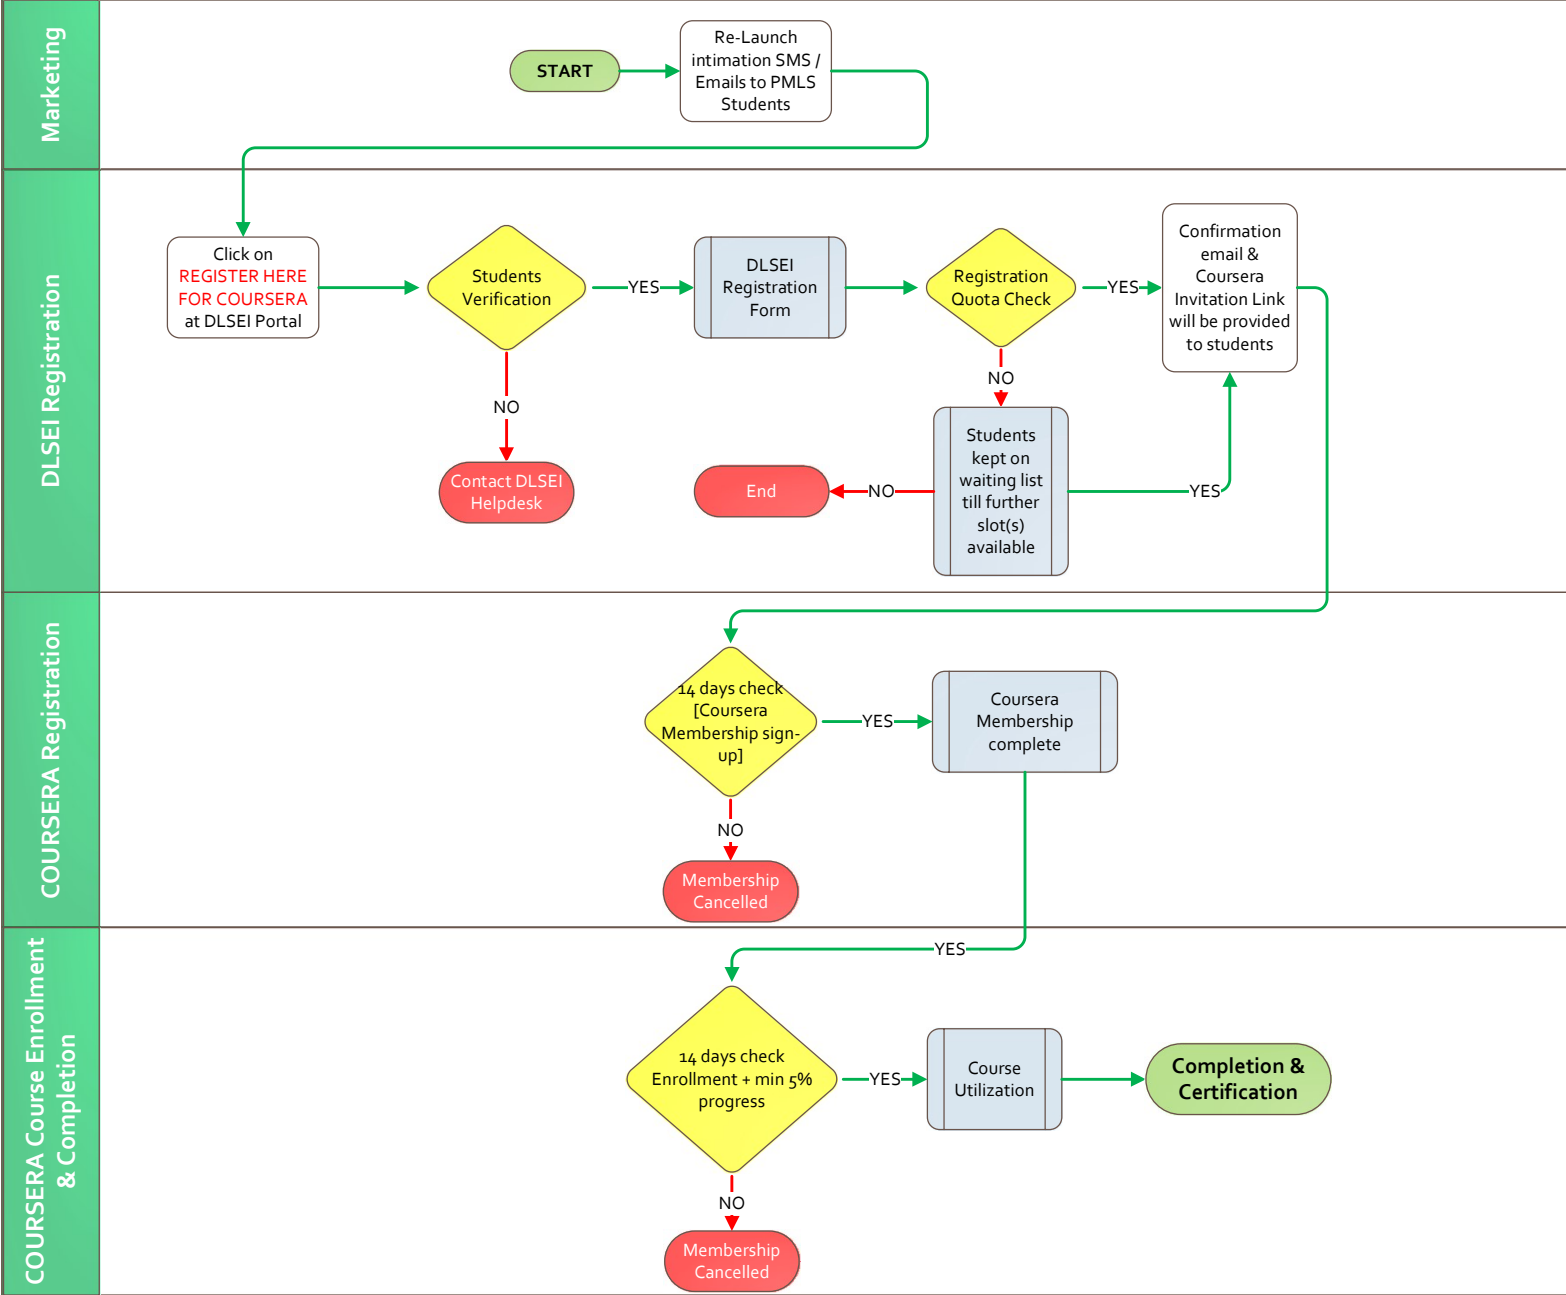 Marketing
START
Re-Launch
intimation SMS /
Emails to PMLS
Students
DLSEI Registration
Click on
REGISTER HERE
FOR COURSERA
at DLSEI Portal
Students
Verification
YES
DLSEI
Registration
Form
Registration
Quota Check
YES
Confirmation
email &
Coursera
Invitation Link
will be provided
to students
NO
Contact DLSEI
Helpdesk
NO
Students
kept on
waiting list
till further
slot(s)
available
NO
End
YES
COURSERA Registration
14 days check
[Coursera
Membership sign-
up]
YES
Coursera
Membership
complete
NO
Membership
Cancelled
COURSERA Course Enrollment
& Completion
YES
14 days check
Enrollment + min 5%
progress
YES
Course
Utilization
Completion &
Certification
NO
Membership
Cancelled